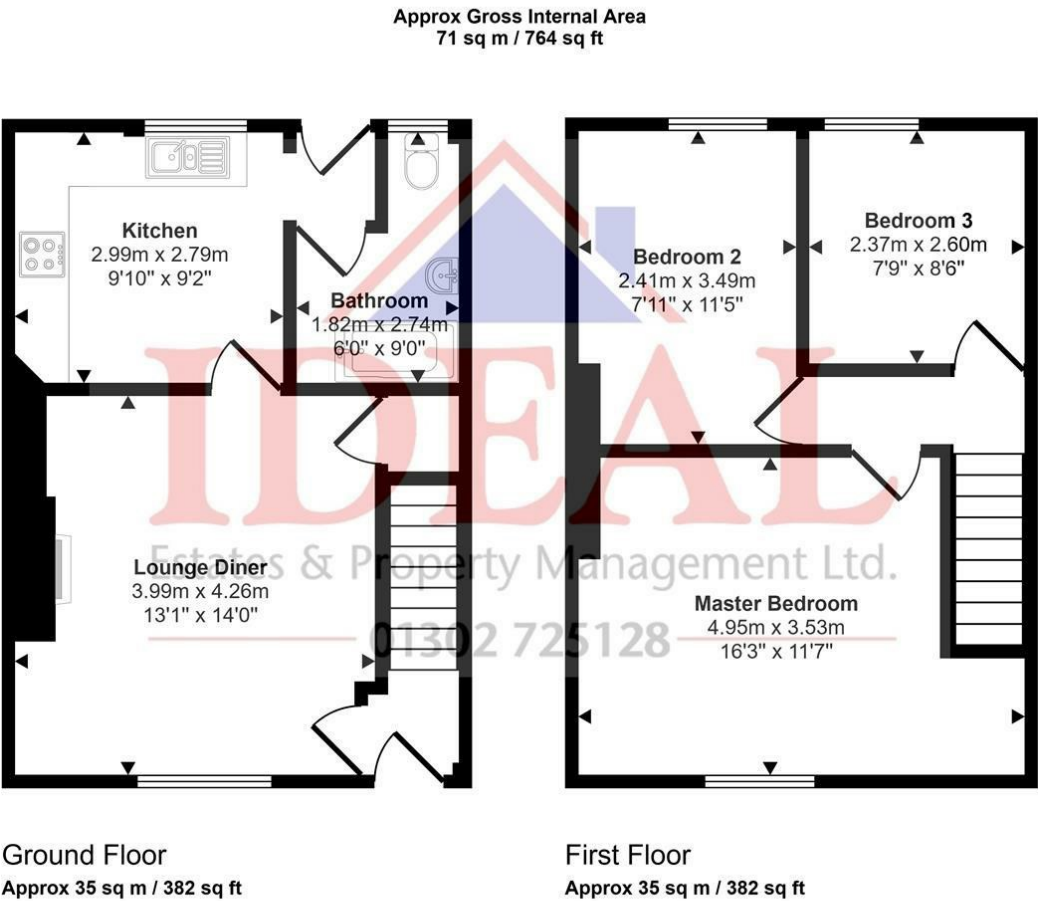 Approx Gross Internal Area
71 sq m / 764 sq ft
Kitchen
2.99m x 2.79m
9'10" x 9'2"
Bathroom
1.82m x 2.74m
6'0" x 9'0"
Lounge Diner
3.99m x 4.26m
13'1" x 14'0"
Bedroom 2
2.41m x 3.49m
7'11" x 11'5"
Bedroom 3
2.37m x 2.60m
7'9" x 8'6"
Master Bedroom
4.95m x 3.53m
16'3" x 11'7"
IDEAL
Estates & Property Management Ltd.
01302 725128
Ground Floor
Approx 35 sq m / 382 sq ft
First Floor
Approx 35 sq m / 382 sq ft